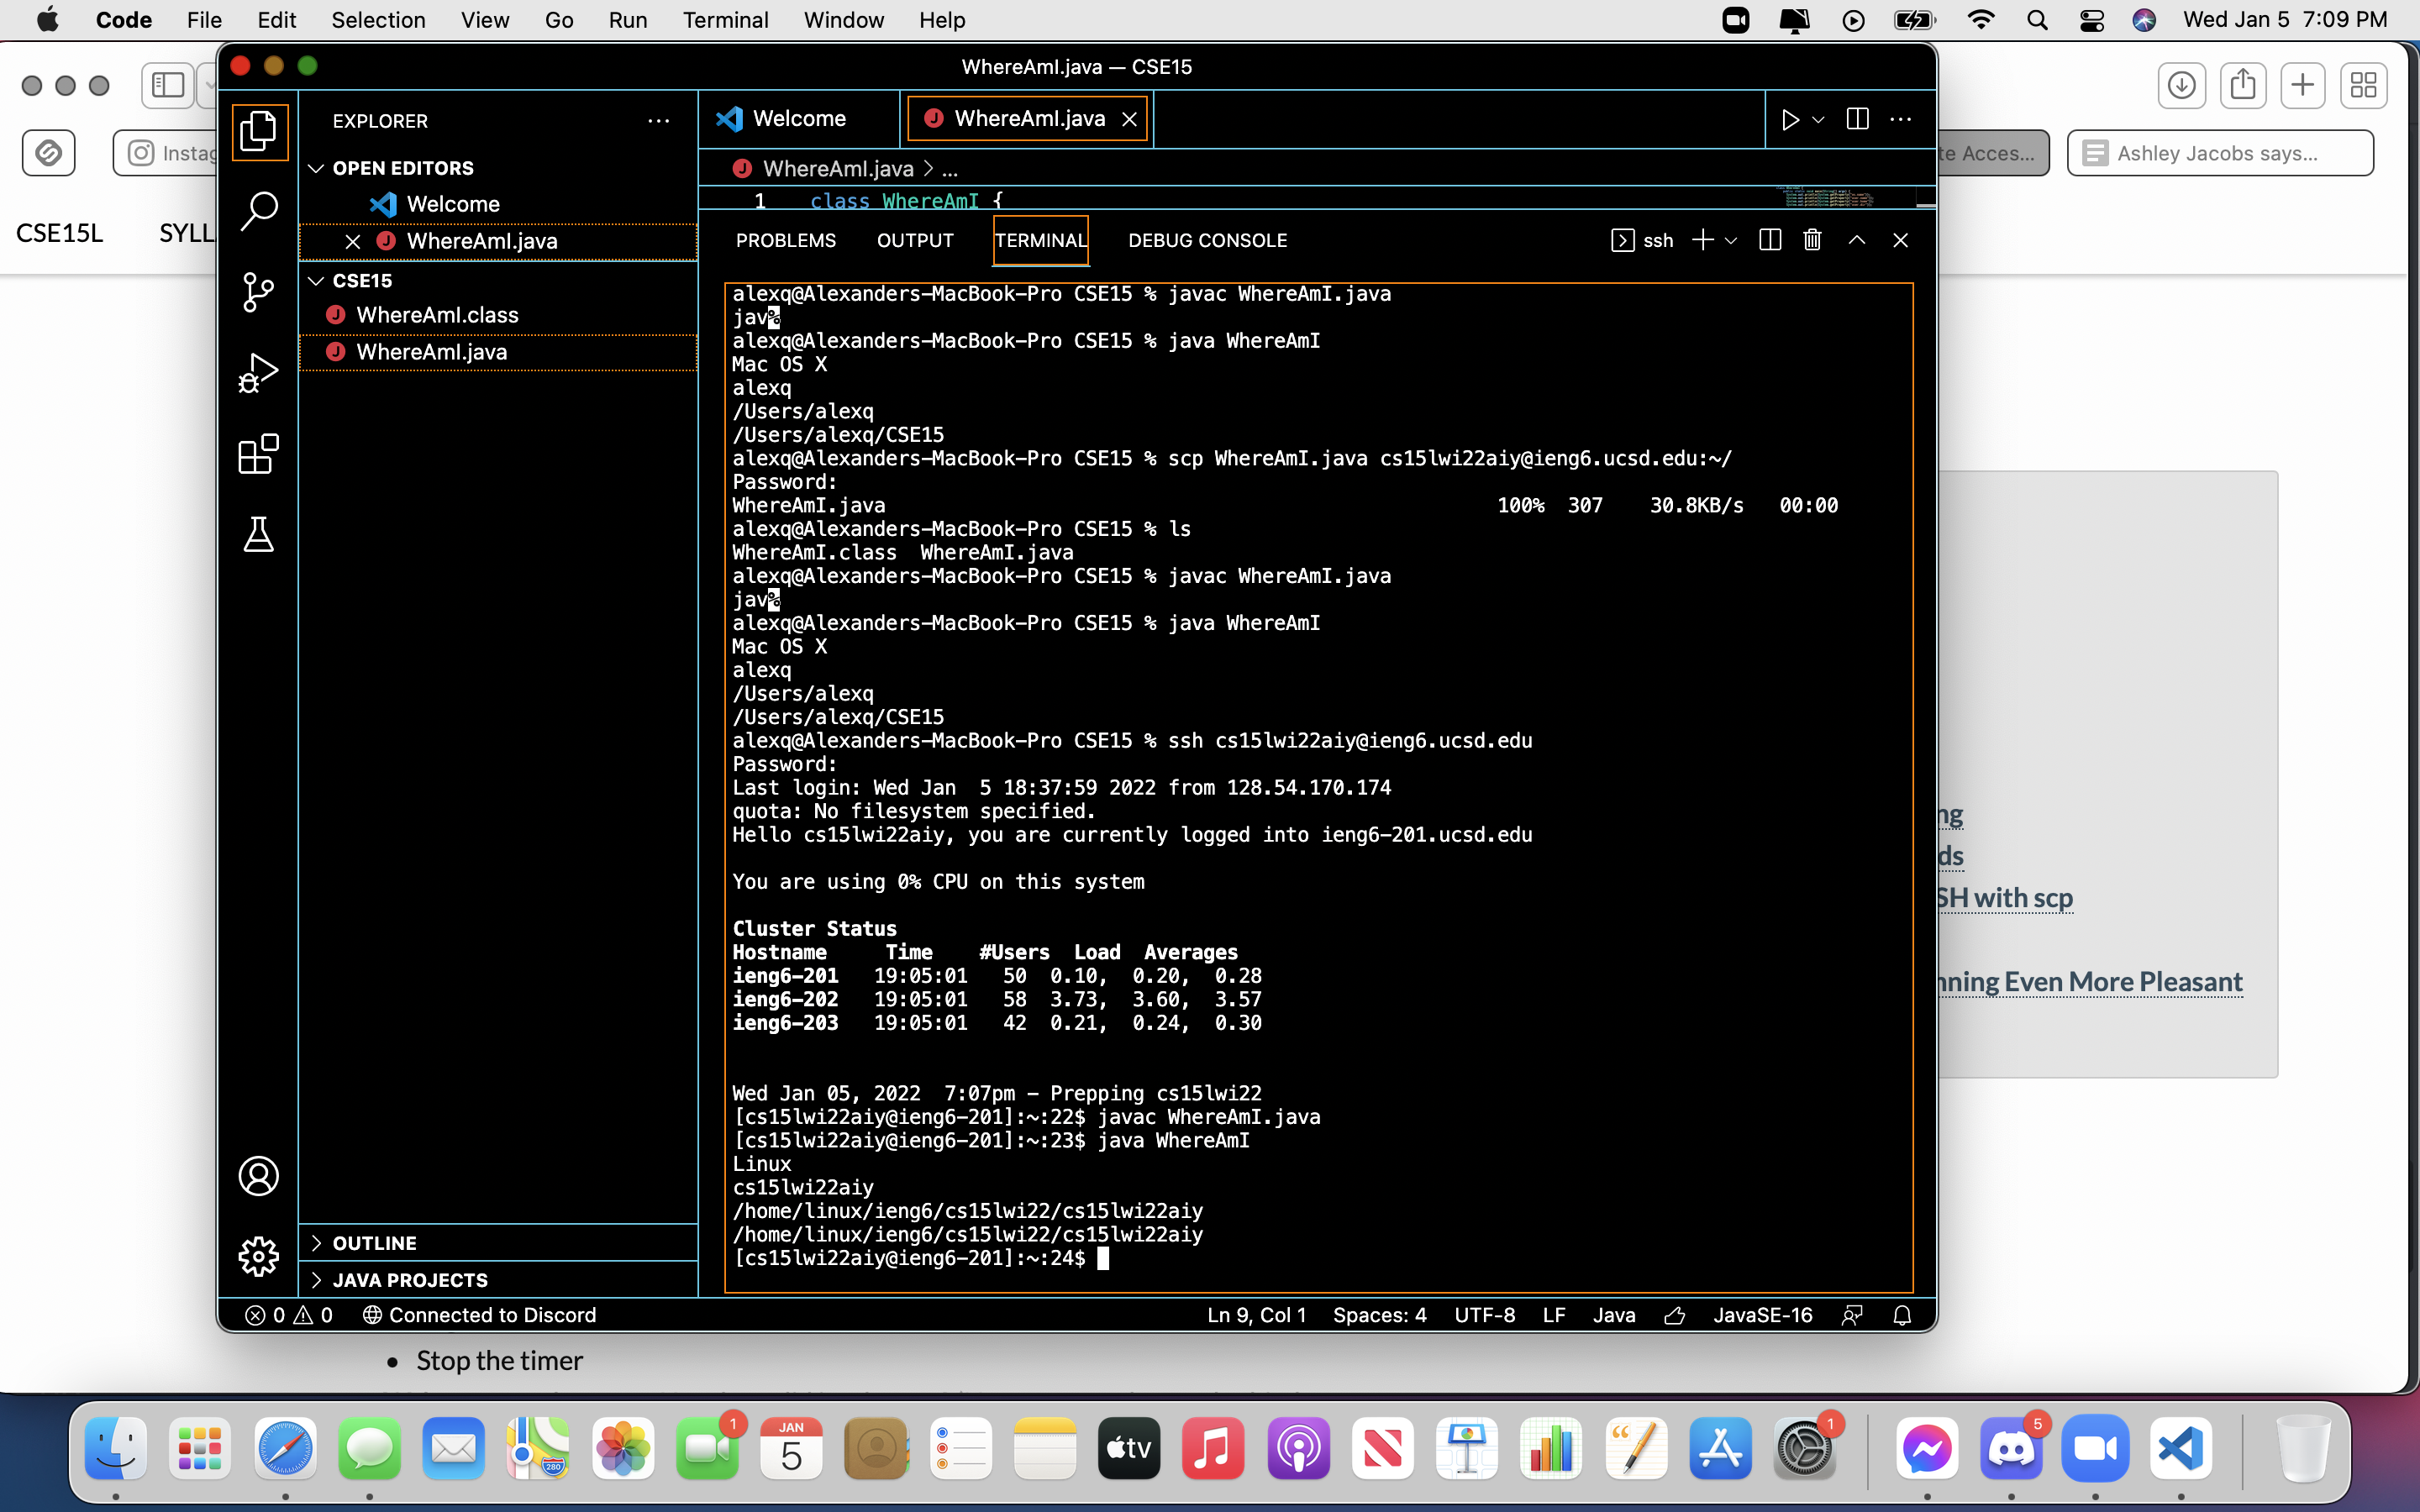 Code File Edit Selection View Go Run Terminal Window Help Wed Jan 5 7:09 PM
WhereAmI.java — CSE15
EXPLORER
Welcome
WhereAmI.java
Ashley Jacobs says...
OPEN EDITORS
WhereAmI.java > ...
Welcome
1 class WhereAmI {
CSE15L
WhereAmI.java
PROBLEMS OUTPUT TERMINAL DEBUG CONSOLE ssh
CSE15
WhereAmI.class
WhereAmI.java
alexq@Alexanders-MacBook-Pro CSE15 % javac WhereAmI.java
jav%
alexq@Alexanders-MacBook-Pro CSE15 % java WhereAmI
Mac OS X
alexq
/Users/alexq
/Users/alexq/CSE15
alexq@Alexanders-MacBook-Pro CSE15 % scp WhereAmI.java cs15lwi22aiy@ieng6.ucsd.edu:~/
Password:
WhereAmI.java 100% 307 30.8KB/s 00:00
alexq@Alexanders-MacBook-Pro CSE15 % ls
WhereAmI.class WhereAmI.java
alexq@Alexanders-MacBook-Pro CSE15 % javac WhereAmI.java
jav%
alexq@Alexanders-MacBook-Pro CSE15 % java WhereAmI
Mac OS X
alexq
/Users/alexq
/Users/alexq/CSE15
alexq@Alexanders-MacBook-Pro CSE15 % ssh cs15lwi22aiy@ieng6.ucsd.edu
Password:
Last login: Wed Jan  5 18:37:59 2022 from 128.54.170.174
quota: No filesystem specified.
Hello cs15lwi22aiy, you are currently logged into ieng6-201.ucsd.edu
You are using 0% CPU on this system
Cluster Status
Hostname Time #Users Load Averages
ieng6-201 19:05:01 50 0.10, 0.20, 0.28
ieng6-202 19:05:01 58 3.73, 3.60, 3.57
ieng6-203 19:05:01 42 0.21, 0.24, 0.30
Wed Jan 05, 2022  7:07pm - Prepping cs15lwi22
[cs15lwi22aiy@ieng6-201]:~:22$ javac WhereAmI.java
[cs15lwi22aiy@ieng6-201]:~:23$ java WhereAmI
Linux
cs15lwi22aiy
/home/linux/ieng6/cs15lwi22/cs15lwi22aiy
/home/linux/ieng6/cs15lwi22/cs15lwi22aiy
[cs15lwi22aiy@ieng6-201]:~:24$
with scp
Even More Pleasant
OUTLINE
JAVA PROJECTS
0 0 Connected to Discord Ln 9, Col 1 Spaces: 4 UTF-8 LF Java JavaSE-16
• Stop the timer
1
JAN
5
tv
280
1
5